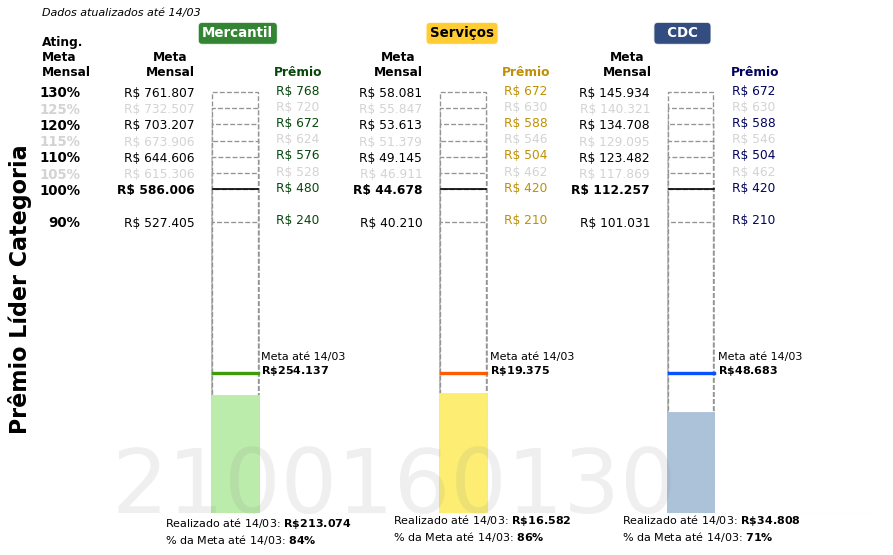 Dados atualizados até 14/03
Mercantil Serviços CDC
Ating.
Meta
Mensal
Meta
Mensal
Prêmio
Meta
Mensal
Prêmio
Meta
Mensal
Prêmio
130% R$ 761.807 R$ 768 R$ 58.081 R$ 672 R$ 145.934 R$ 672
125% R$ 732.507 R$ 720 R$ 55.847 R$ 630 R$ 140.321 R$ 630
120% R$ 703.207 R$ 672 R$ 53.613 R$ 588 R$ 134.708 R$ 588
115% R$ 673.906 R$ 624 R$ 51.379 R$ 546 R$ 129.095 R$ 546
110% R$ 644.606 R$ 576 R$ 49.145 R$ 504 R$ 123.482 R$ 504
105% R$ 615.306 R$ 528 R$ 46.911 R$ 462 R$ 117.869 R$ 462
100% R$ 586.006 R$ 480 R$ 44.678 R$ 420 R$ 112.257 R$ 420
90% R$ 527.405 R$ 240 R$ 40.210 R$ 210 R$ 101.031 R$ 210
Prêmio Líder Categoria
Meta até 14/03
R$254.137
Meta até 14/03
R$19.375
Meta até 14/03
R$48.683
2100160130
Realizado até 14/03: R$213.074
% da Meta até 14/03: 84%
Realizado até 14/03: R$16.582
% da Meta até 14/03: 86%
Realizado até 14/03: R$34.808
% da Meta até 14/03: 71%